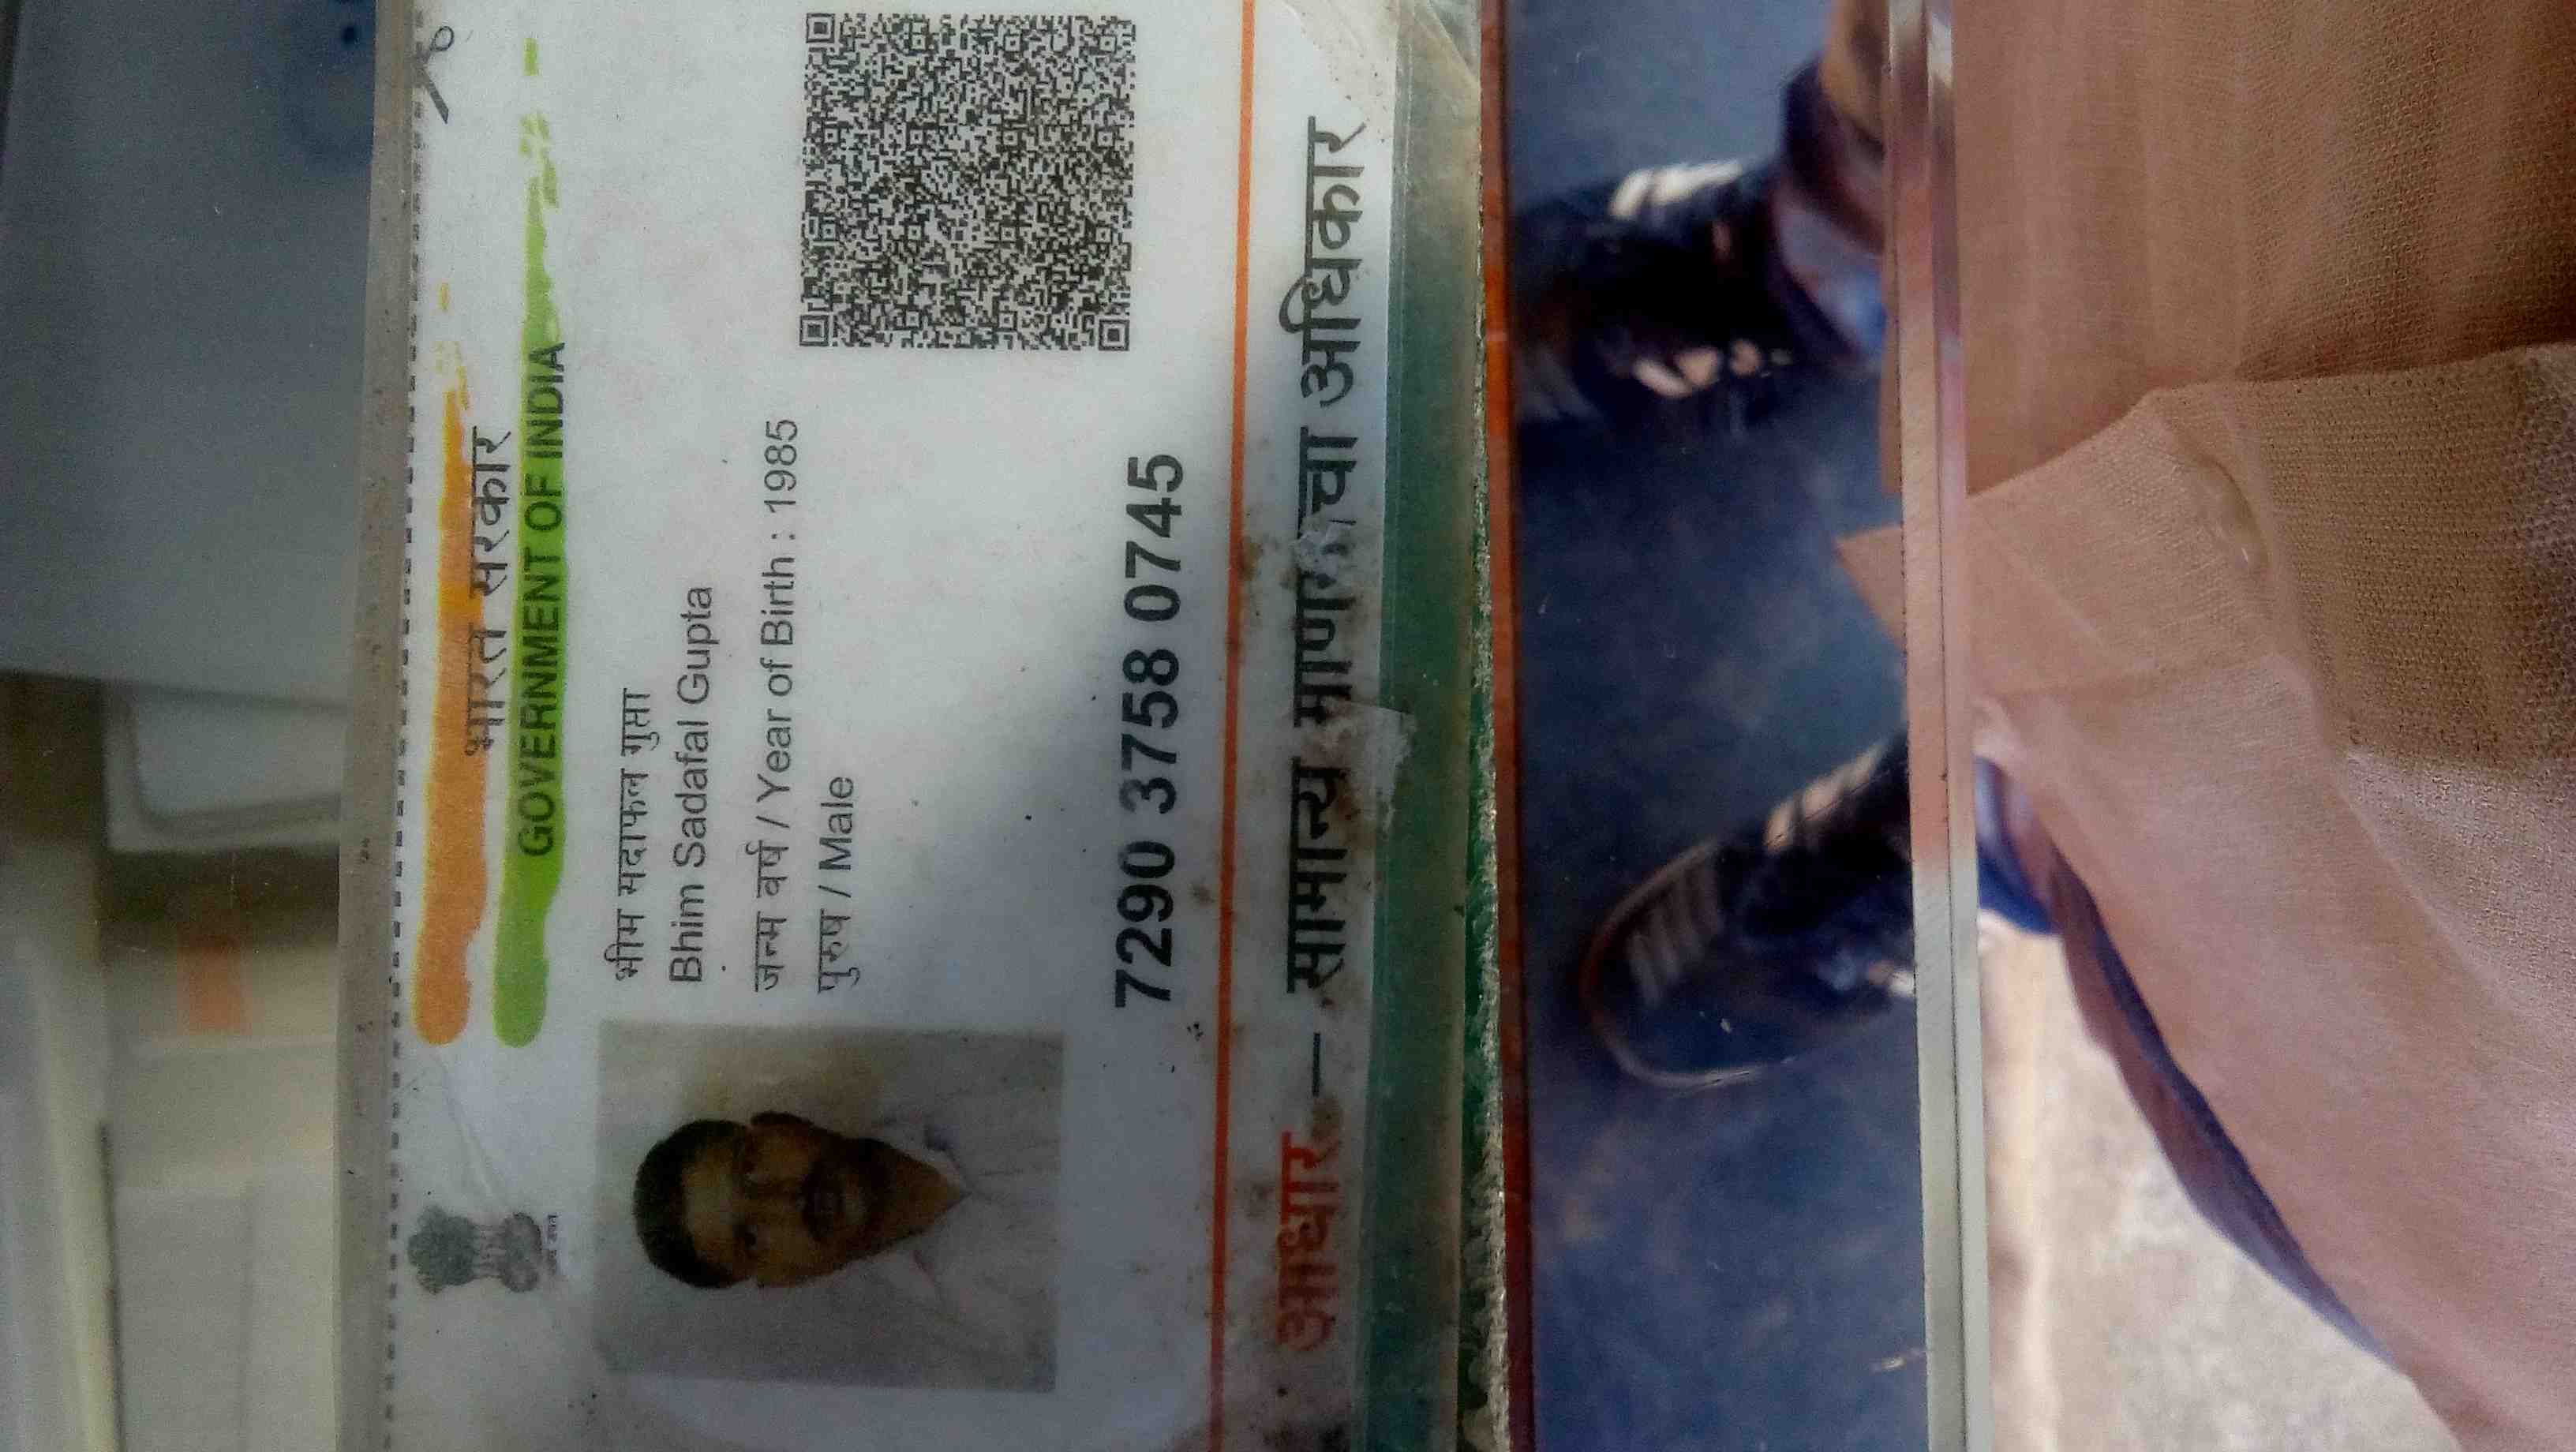 भारत सरकार
GOVERNMENT OF INDIA
भीम सदाफल गुप्ता
Bhim Sadafal Gupta
जन्म वर्ष / Year of Birth : 1985
पुरुष / Male
7290 3758 0745
आधार — सामान्य माणसाचा अधिकार